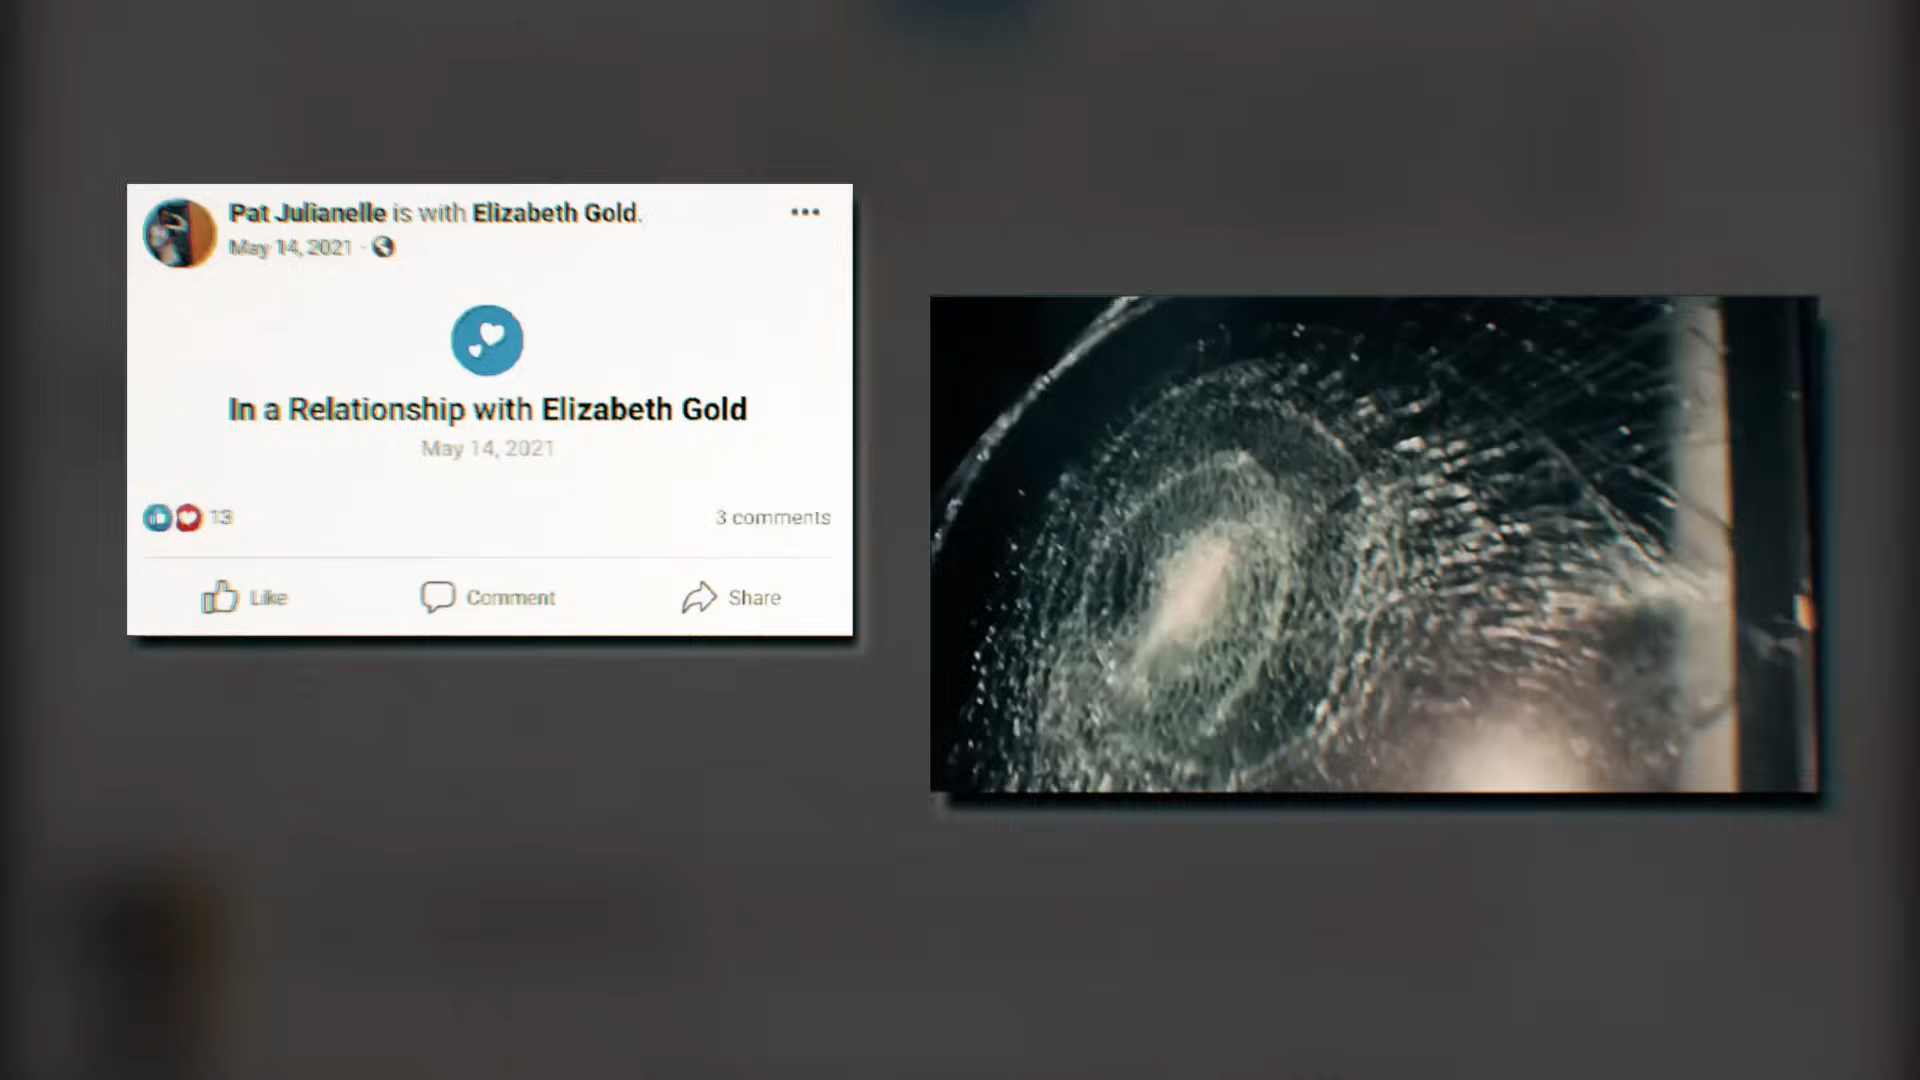 Pat Julianelle is with Elizabeth Gold.
May 14, 2021 ·
In a Relationship with Elizabeth Gold
May 14, 2021
13
3 comments
Like
Comment
Share